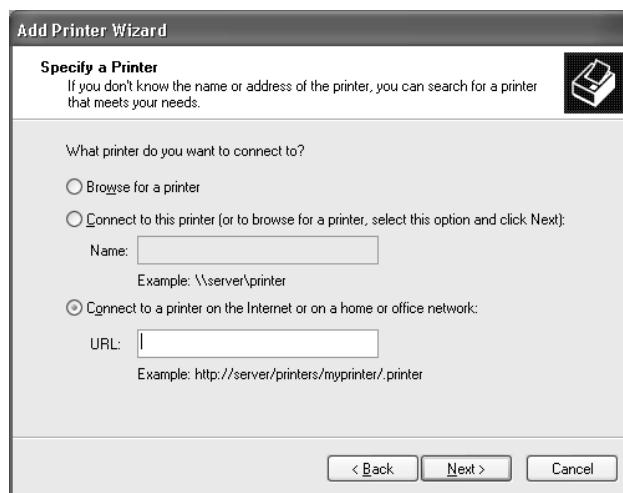 Add Printer Wizard
Specify a Printer
If you don't know the name or address of the printer, you can search for a printer
that meets your needs.
What printer do you want to connect to?
Browse for a printer
Connect to this printer (or to browse for a printer, select this option and click Next):
Name:
Example: \\server\printer
Connect to a printer on the Internet or on a home or office network:
URL:
Example: http://server/printers/myprinter/.printer
< Back
Next >
Cancel